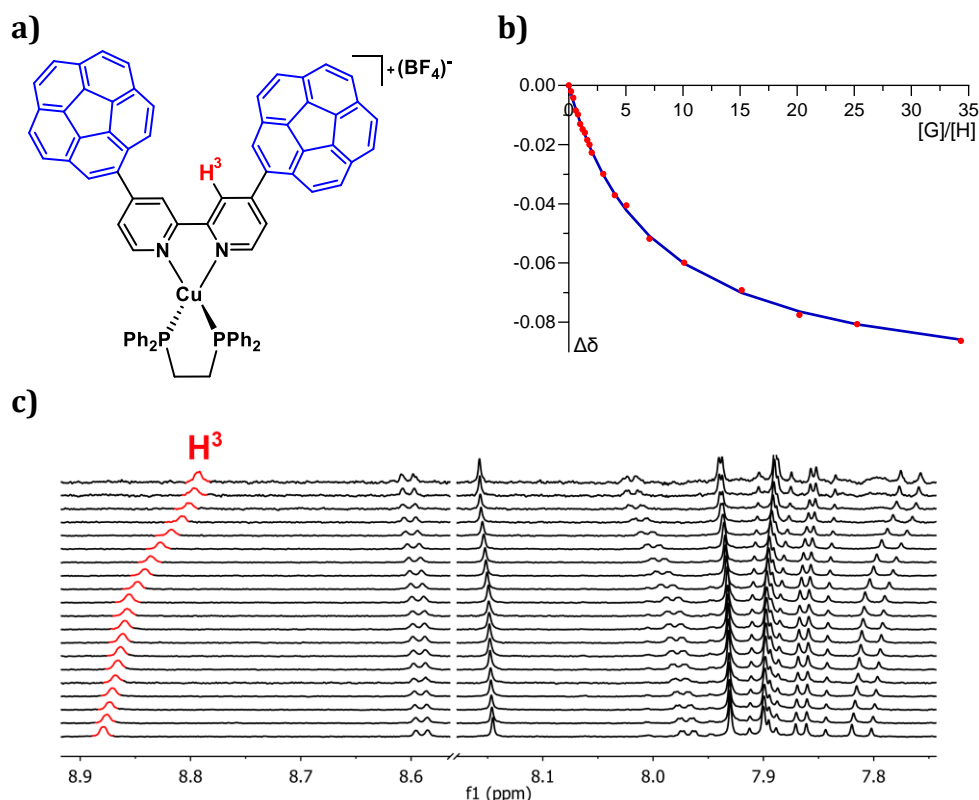 a)
+(BF₄)⁻
H³
N
N
Cu
Ph₂P
PPh₂
b)
0.00
-0.02
-0.04
-0.06
-0.08
0
5
10
15
20
25
30
35
[G]/[H]
Δδ
c)
H³
8.9
8.8
8.7
8.6
8.1
8.0
7.9
7.8
f1 (ppm)